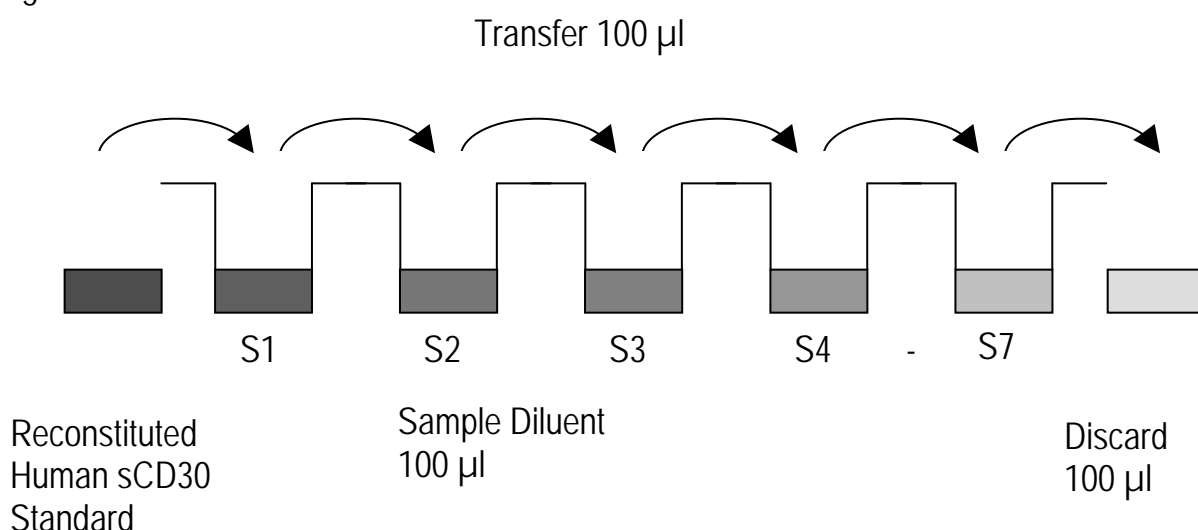 Transfer 100 µl
S1 S2 S3 S4 - S7
Reconstituted
Human sCD30
Standard
Sample Diluent
100 µl
Discard
100 µl